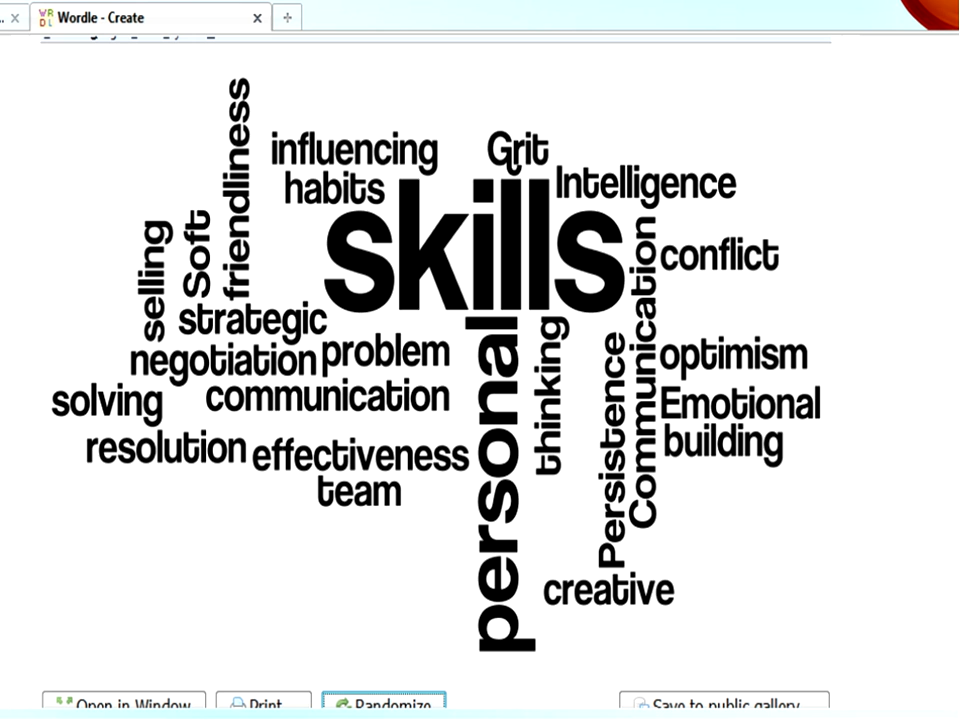 Wordle - Create
friendliness
influencing
Grit
habits
Intelligence
skills
selling
Soft
conflict
Communication
strategic
personal
thinking
negotiation
problem
Persistence
optimism
solving
communication
Emotional
resolution
effectiveness
building
team
creative
Open in Window
Print
Randomize
Save to public gallery